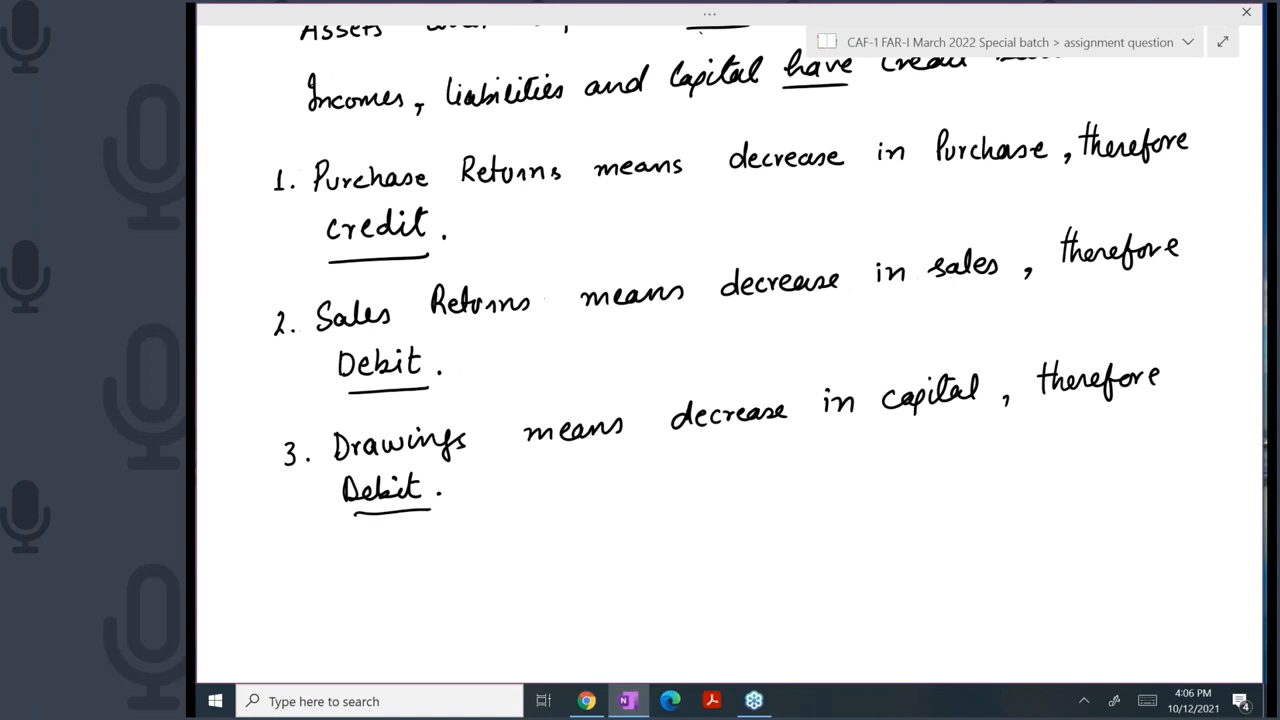 Assets
CAF-1 FAR-I March 2022 Special batch > assignment question
Incomes, liabilities and Capital have credit
1. Purchase Returns means decrease in Purchase, therefore
credit.
2. Sales Returns means decrease in sales, therefore
Debit.
3. Drawings means decrease in capital, therefore
Debit.
Type here to search
4:06 PM
10/12/2021
4